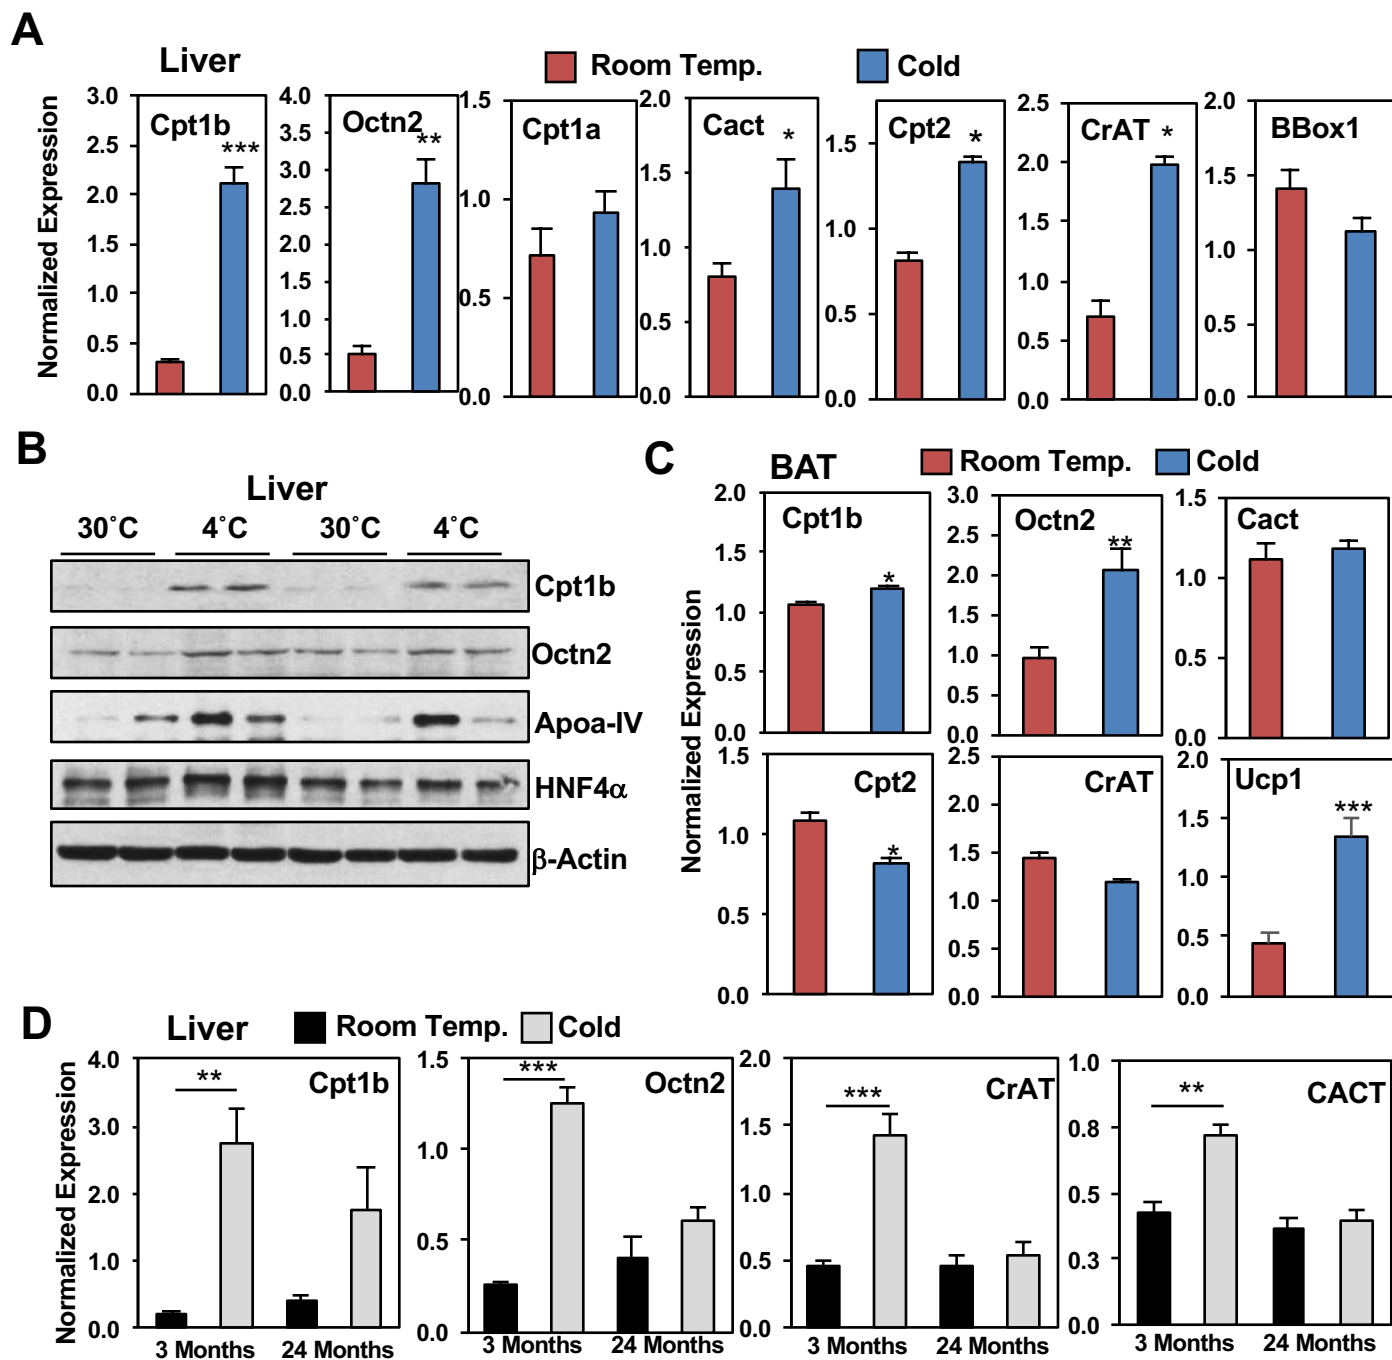 A
Liver
Room Temp.
Cold
Normalized Expression
3.0
2.5
2.0
1.5
1.0
0.5
0.0
Cpt1b
***
4.0
3.5
3.0
2.5
2.0
1.5
1.0
0.5
0.0
Octn2
**
1.5
1.0
0.5
0.0
Cpt1a
2.0
1.5
1.0
0.5
0.0
Cact
*
1.5
1.0
0.5
0.0
Cpt2
*
2.5
2.0
1.5
1.0
0.5
0.0
CrAT
*
2.0
1.5
1.0
0.5
0.0
BBox1
B
Liver
30˚C 4˚C 30˚C 4˚C
Cpt1b
Octn2
Apoa-IV
HNF4α
β-Actin
C
BAT
Room Temp.
Cold
Normalized Expression
2.0
1.5
1.0
0.5
0.0
Cpt1b
*
3.0
2.5
2.0
1.5
1.0
0.5
0.0
Octn2
**
1.5
1.0
0.5
0.0
Cact
1.5
1.0
0.5
0.0
Cpt2
*
2.5
2.0
1.5
1.0
0.5
0.0
CrAT
2.0
1.5
1.0
0.5
0.0
Ucp1
***
D
Liver
Room Temp.
Cold
Normalized Expression
4.0
3.0
2.0
1.0
0.0
Cpt1b
**
3 Months 24 Months
1.5
1.0
0.5
0.0
Octn2
***
3 Months 24 Months
2.0
1.5
1.0
0.5
0.0
CrAT
***
3 Months 24 Months
1.0
0.8
0.5
0.3
0.0
CACT
**
3 Months 24 Months